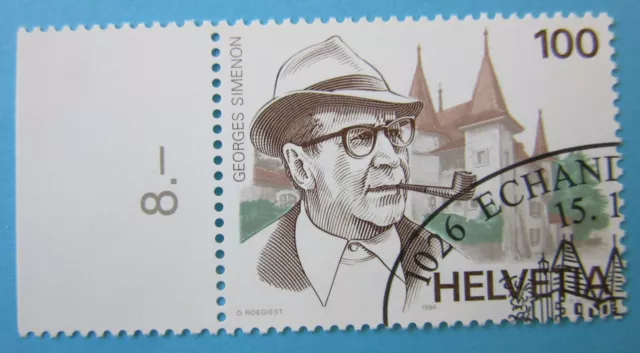 8.–
GEORGES SIMENON
100
1026 ECHAND
15. 1
HELVETIA
D. ROEGIEST
1994